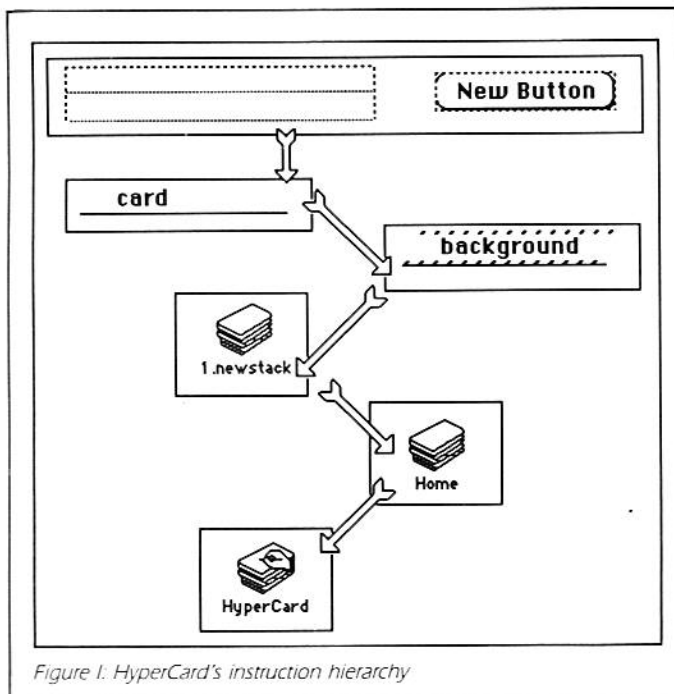 New Button
card
background
1.newstack
Home
HyperCard
Figure I: HyperCard's instruction hierarchy